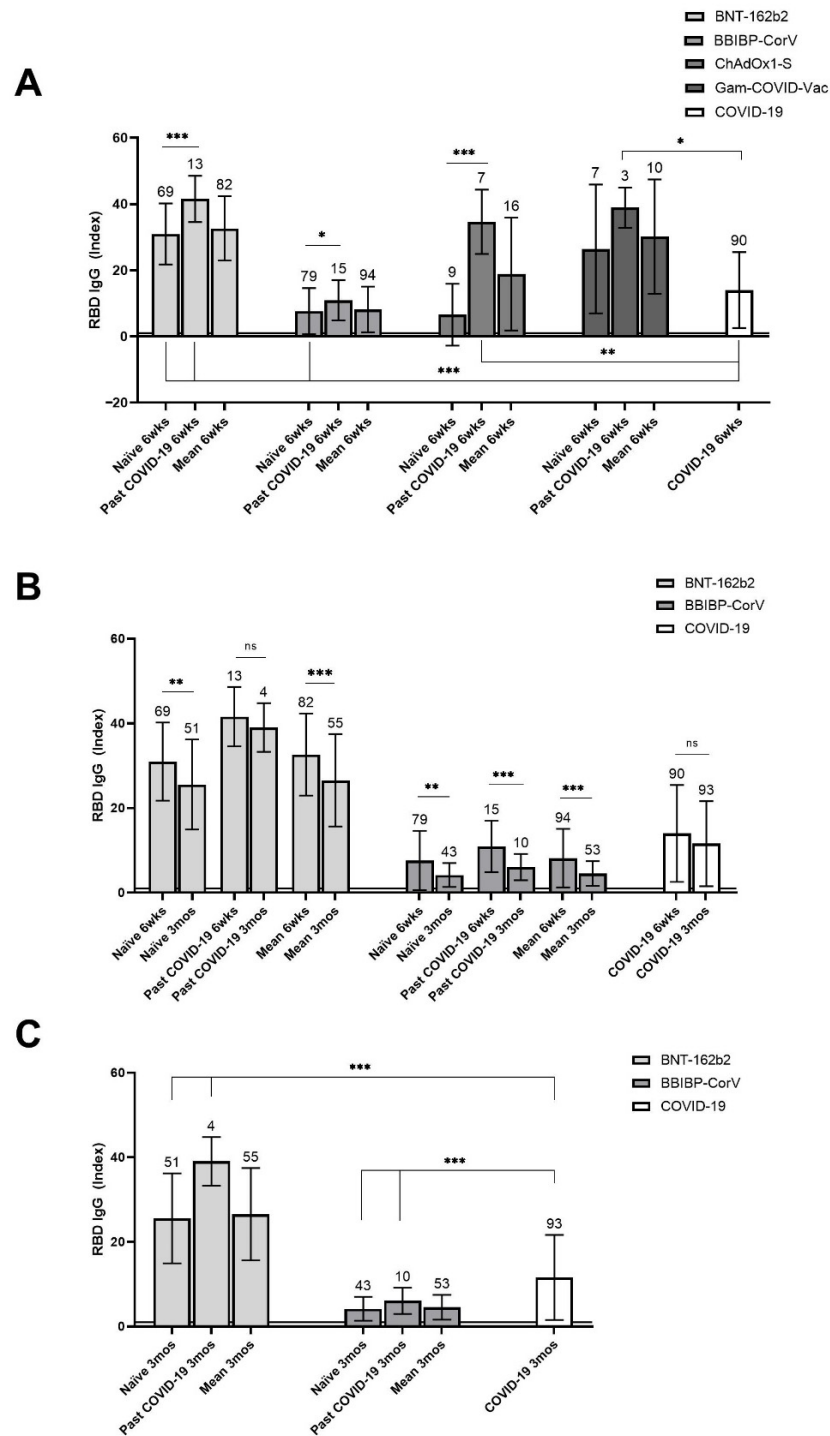 A
BNT-162b2
BBIBP-CorV
ChAdOx1-S
Gam-COVID-Vac
COVID-19
RBD IgG (Index)
60
40
20
0
−20
*** * *** *
69 13 82 79 15 94 9 7 16 7 3 10 90
**
***
Naïve 6wks
Past COVID-19 6wks
Mean 6wks
Naïve 6wks
Past COVID-19 6wks
Mean 6wks
Naïve 6wks
Past COVID-19 6wks
Mean 6wks
Naïve 6wks
Past COVID-19 6wks
Mean 6wks
COVID-19 6wks
B
BNT-162b2
BBIBP-CorV
COVID-19
RBD IgG (Index)
60
40
20
0
** ns *** ** *** *** ns
69 51 13 4 82 55 79 43 15 10 94 53 90 93
Naïve 6wks
Naïve 3mos
Past COVID-19 6wks
Past COVID-19 3mos
Mean 6wks
Mean 3mos
Naïve 6wks
Naïve 3mos
Past COVID-19 6wks
Past COVID-19 3mos
Mean 6wks
Mean 3mos
COVID-19 6wks
COVID-19 3mos
C
BNT-162b2
BBIBP-CorV
COVID-19
RBD IgG (Index)
60
40
20
0
***
***
51 4 55 43 10 53 93
Naïve 3mos
Past COVID-19 3mos
Mean 3mos
Naïve 3mos
Past COVID-19 3mos
Mean 3mos
COVID-19 3mos